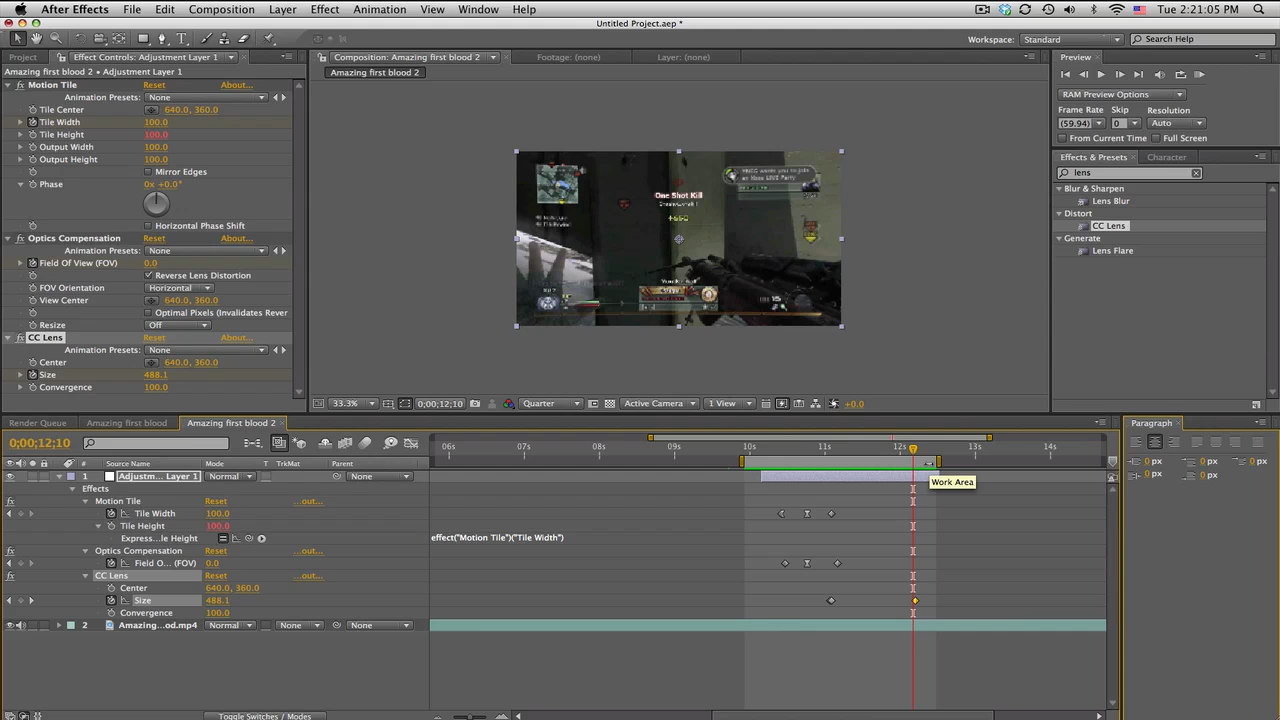 After Effects File Edit Composition Layer Effect Animation View Window Help Tue 2:21:05 PM
Untitled Project.aep *
Workspace: Standard Search Help
Project Effect Controls: Adjustment Layer 1 Composition: Amazing first blood 2 Footage: (none) Layer: (none) Preview
Amazing first blood 2 • Adjustment Layer 1 Amazing first blood 2
Motion Tile Reset About...
Animation Presets: None
Tile Center 640.0, 360.0
Tile Width 100.0
Tile Height 100.0
Output Width 100.0
Output Height 100.0
Mirror Edges
Phase 0x +0.0°
Horizontal Phase Shift
Optics Compensation Reset About...
Animation Presets: None
Field Of View (FOV) 0.0
Reverse Lens Distortion
FOV Orientation Horizontal
View Center 640.0, 360.0
Optimal Pixels (Invalidates Rever
Resize Off
CC Lens Reset About...
Animation Presets: None
Center 640.0, 360.0
Size 488.1
Convergence 100.0
One Shot Kill
RAM Preview Options
Frame Rate Skip Resolution
(59.94) 0 Auto
From Current Time Full Screen
Effects & Presets Character
lens
Blur & Sharpen
Lens Blur
Distort
CC Lens
Generate
Lens Flare
33.3% 0;00;12;10 Quarter Active Camera 1 View +0.0
Render Queue Amazing first blood Amazing first blood 2
0;00;12;10
06s 07s 08s 09s 10s 11s 12s 13s 14s
# Source Name Mode T TrkMat Parent
1 Adjustm... Layer 1 Normal None
Work Area
Effects
Motion Tile Reset ...out...
Tile Width 100.0
Tile Height 100.0
Express...le Height effect("Motion Tile")("Tile Width")
Optics Compensation Reset ...out...
Field O... (FOV) 0.0
CC Lens Reset ...out...
Center 640.0, 360.0
Size 488.1
Convergence 100.0
2 Amazing...od.mp4 Normal None None
Toggle Switches / Modes
Paragraph
0 px 0 px 0 px
0 px 0 px